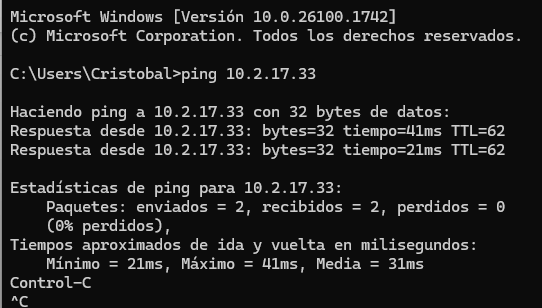 Microsoft Windows [Versión 10.0.26100.1742]
(c) Microsoft Corporation. Todos los derechos reservados.
C:\Users\Cristobal>ping 10.2.17.33
Haciendo ping a 10.2.17.33 con 32 bytes de datos:
Respuesta desde 10.2.17.33: bytes=32 tiempo=41ms TTL=62
Respuesta desde 10.2.17.33: bytes=32 tiempo=21ms TTL=62
Estadísticas de ping para 10.2.17.33:
    Paquetes: enviados = 2, recibidos = 2, perdidos = 0
    (0% perdidos),
Tiempos aproximados de ida y vuelta en milisegundos:
    Mínimo = 21ms, Máximo = 41ms, Media = 31ms
Control-C
^C